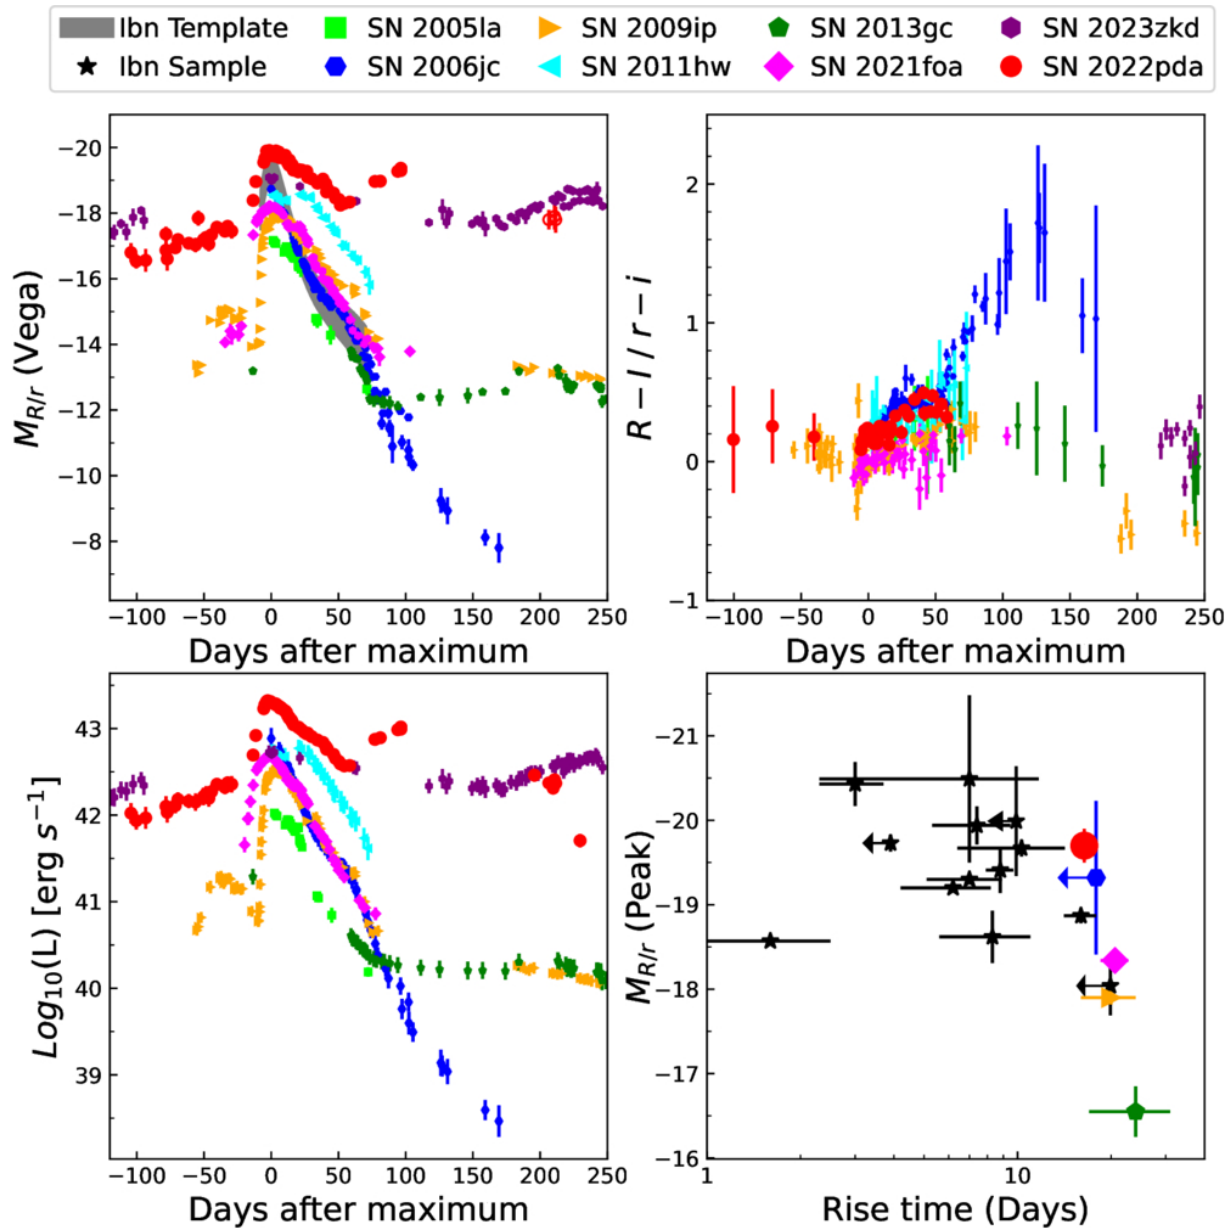 Ibn Template SN 2005la SN 2009ip SN 2013gc SN 2023zkd
Ibn Sample SN 2006jc SN 2011hw SN 2021foa SN 2022pda
M_{R/r} (Vega)
-20
-18
-16
-14
-12
-10
-8
-100 -50 0 50 100 150 200 250
Days after maximum
R - I / r - i
2
1
0
-1
-100 -50 0 50 100 150 200 250
Days after maximum
Log_{10}(L) [erg s^{-1}]
43
42
41
40
39
-100 -50 0 50 100 150 200 250
Days after maximum
M_{R/r} (Peak)
-21
-20
-19
-18
-17
-16
1 10
Rise time (Days)